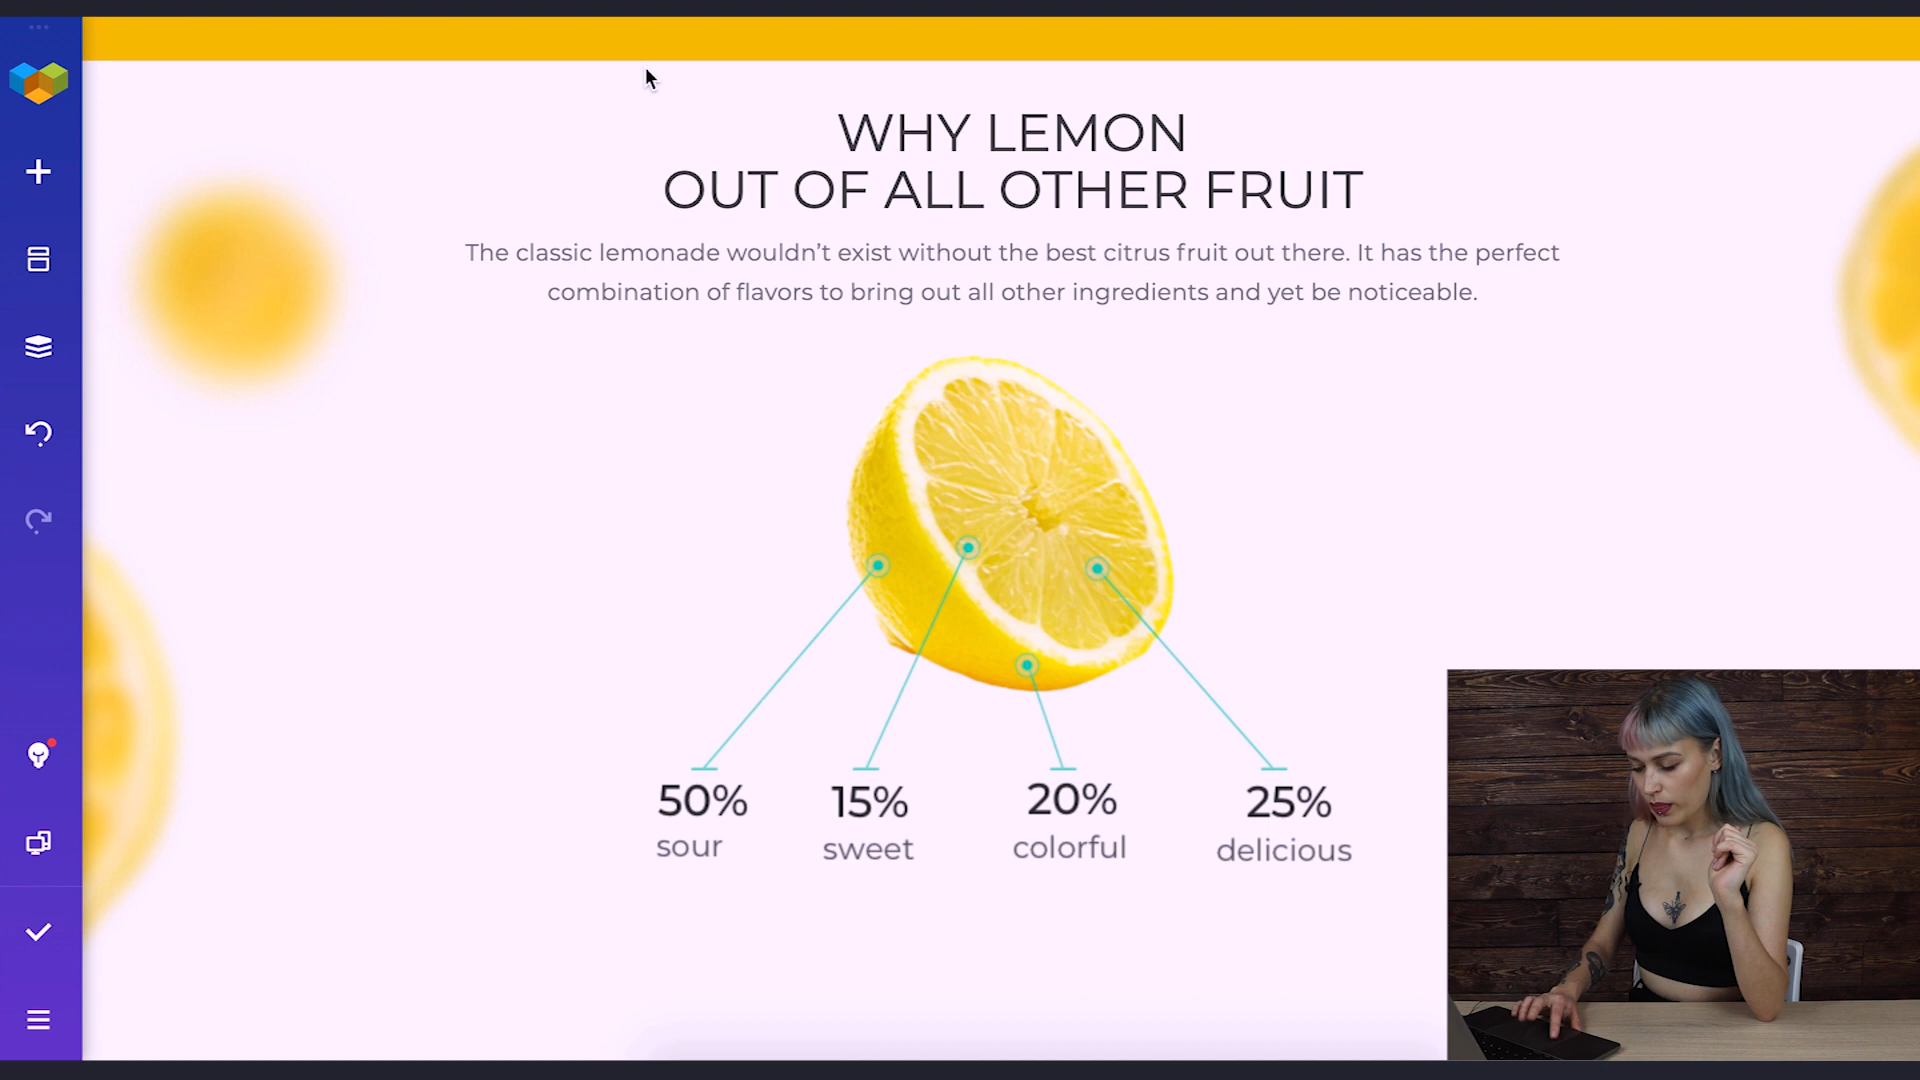 WHY LEMON
OUT OF ALL OTHER FRUIT
The classic lemonade wouldn’t exist without the best citrus fruit out there. It has the perfect
combination of flavors to bring out all other ingredients and yet be noticeable.
50% 15% 20% 25%
sour sweet colorful delicious